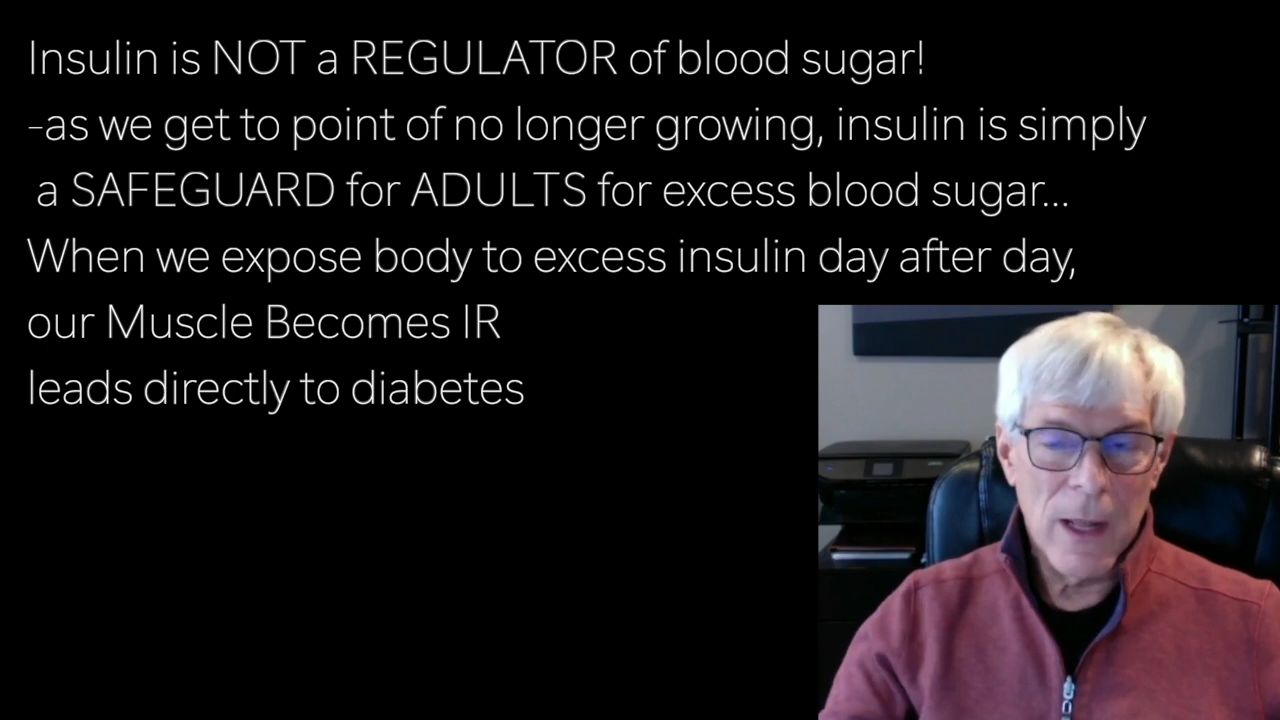 Insulin is NOT a REGULATOR of blood sugar!
-as we get to point of no longer growing, insulin is simply
a SAFEGUARD for ADULTS for excess blood sugar...
When we expose body to excess insulin day after day,
our Muscle Becomes IR
leads directly to diabetes